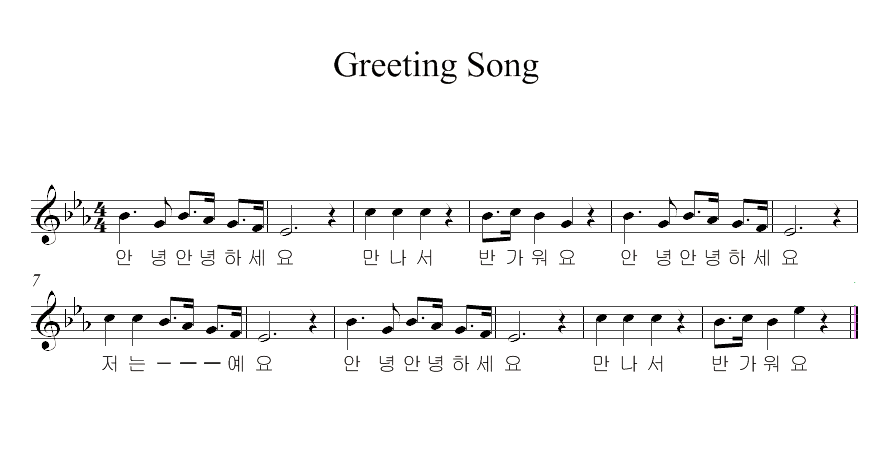 Greeting Song
안 녕 안 녕 하 세 요 만 나 서 반 가 워 요 안 녕 안 녕 하 세 요
7
저 는 ㅡ ㅡ ㅡ 예 요 안 녕 안 녕 하 세 요 만 나 서 반 가 워 요